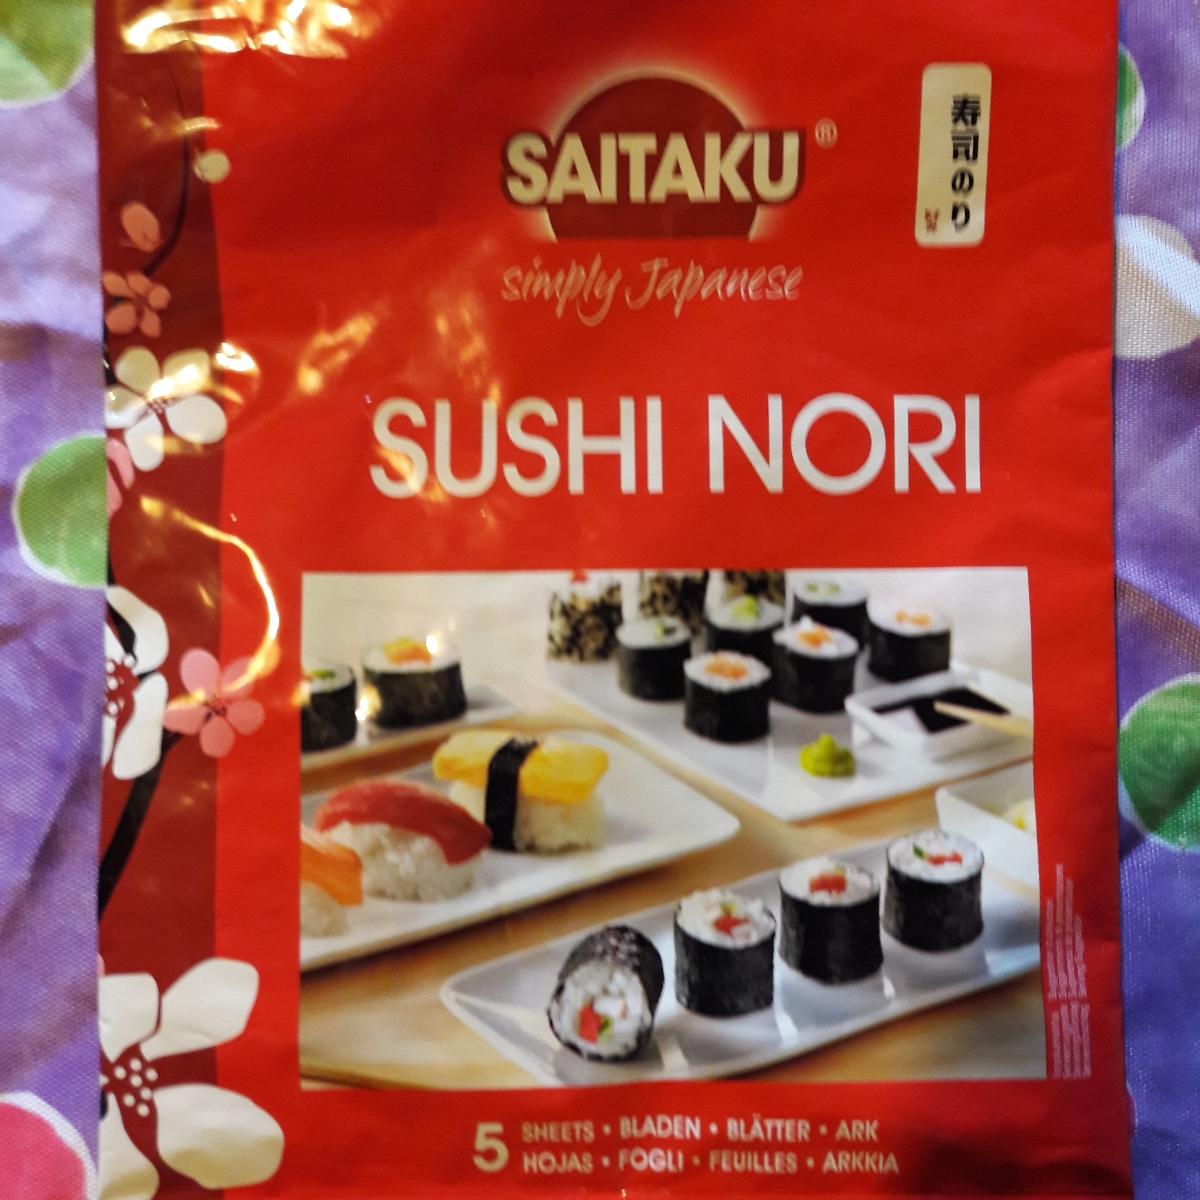 SAITAKU®
simply Japanese
寿司のり
SUSHI NORI
5 SHEETS • BLADEN • BLÄTTER • ARK
HOJAS • FOGLI • FEUILLES • ARKKIA